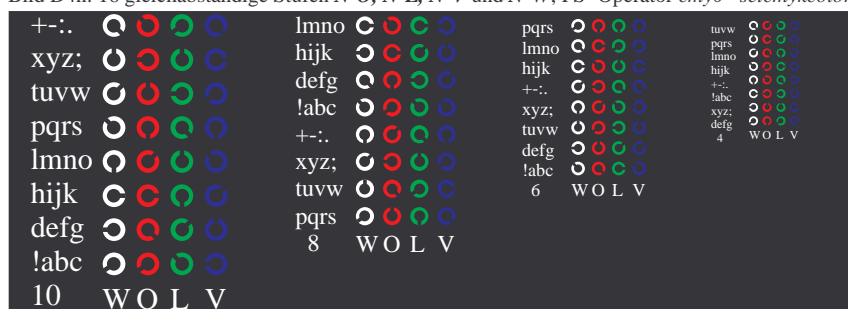 +-:.
xyz;
tuvw
pqrs
lmno
hijk
defg
!abc
10 W O L V
lmno
hijk
defg
!abc
+-:.
xyz;
tuvw
pqrs
8 W O L V
pqrs
lmno
hijk
+-:.
xyz;
tuvw
defg
!abc
6 W O L V
tuvw
pqrs
lmno
hijk
+-:.
!abc
xyz;
defg
4 W O L V